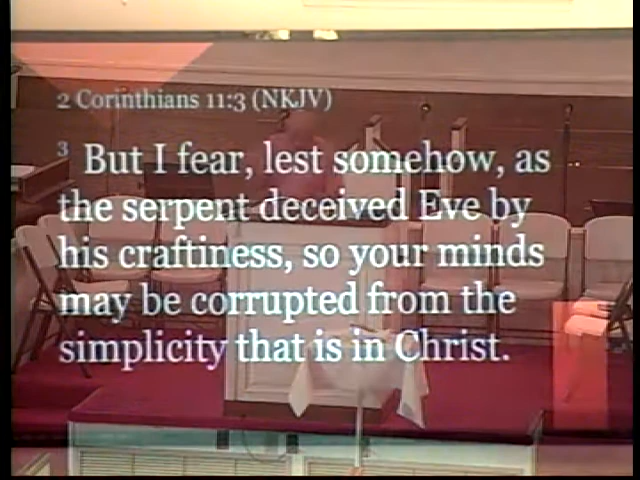 2 Corinthians 11:3 (NKJV)
3 But I fear, lest somehow, as
the serpent deceived Eve by
his craftiness, so your minds
may be corrupted from the
simplicity that is in Christ.